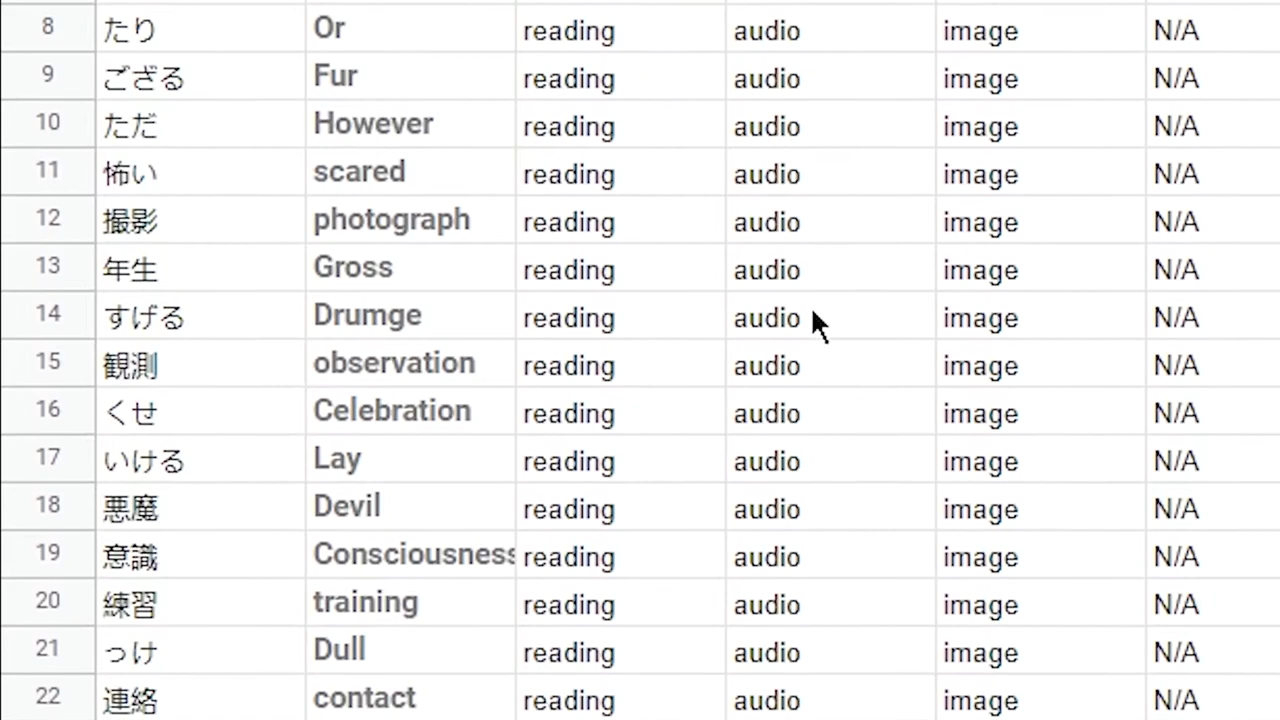 8 たり Or reading audio image N/A
9 ござる Fur reading audio image N/A
10 ただ However reading audio image N/A
11 怖い scared reading audio image N/A
12 撮影 photograph reading audio image N/A
13 年生 Gross reading audio image N/A
14 すげる Drumge reading audio image N/A
15 観測 observation reading audio image N/A
16 くせ Celebration reading audio image N/A
17 いける Lay reading audio image N/A
18 悪魔 Devil reading audio image N/A
19 意識 Consciousness reading audio image N/A
20 練習 training reading audio image N/A
21 っけ Dull reading audio image N/A
22 連絡 contact reading audio image N/A